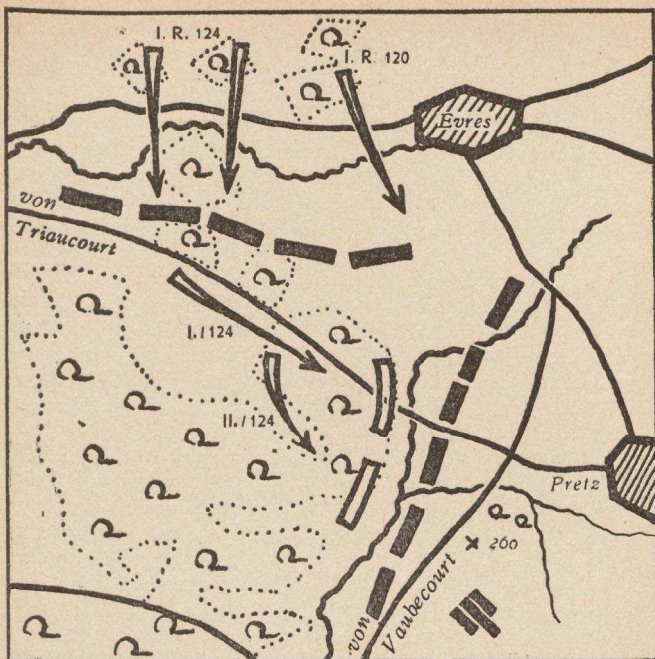 I. R. 124
I. R. 120
Evres
von
Triaucourt
I./124
II./124
Pretz
260
von
Vaubecourt